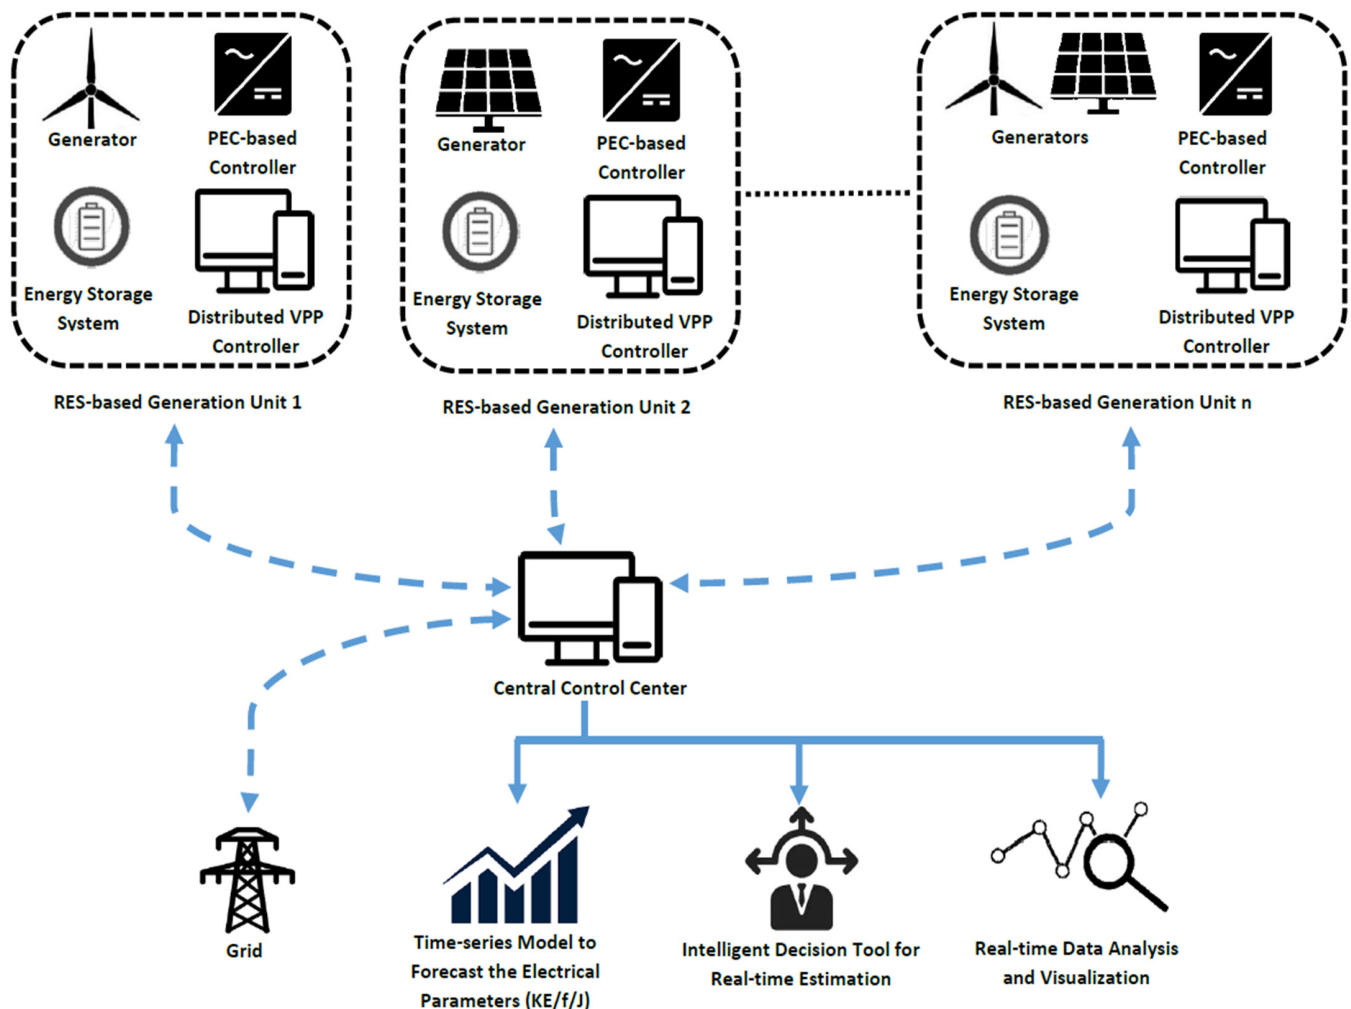 Generator
PEC-based
Controller
Energy Storage
System
Distributed VPP
Controller
RES-based Generation Unit 1
Generator
PEC-based
Controller
Energy Storage
System
Distributed VPP
Controller
RES-based Generation Unit 2
Generators
PEC-based
Controller
Energy Storage
System
Distributed VPP
Controller
RES-based Generation Unit n
Central Control Center
Grid
Time-series Model to
Forecast the Electrical
Parameters (KE/f/J)
Intelligent Decision Tool for
Real-time Estimation
Real-time Data Analysis
and Visualization